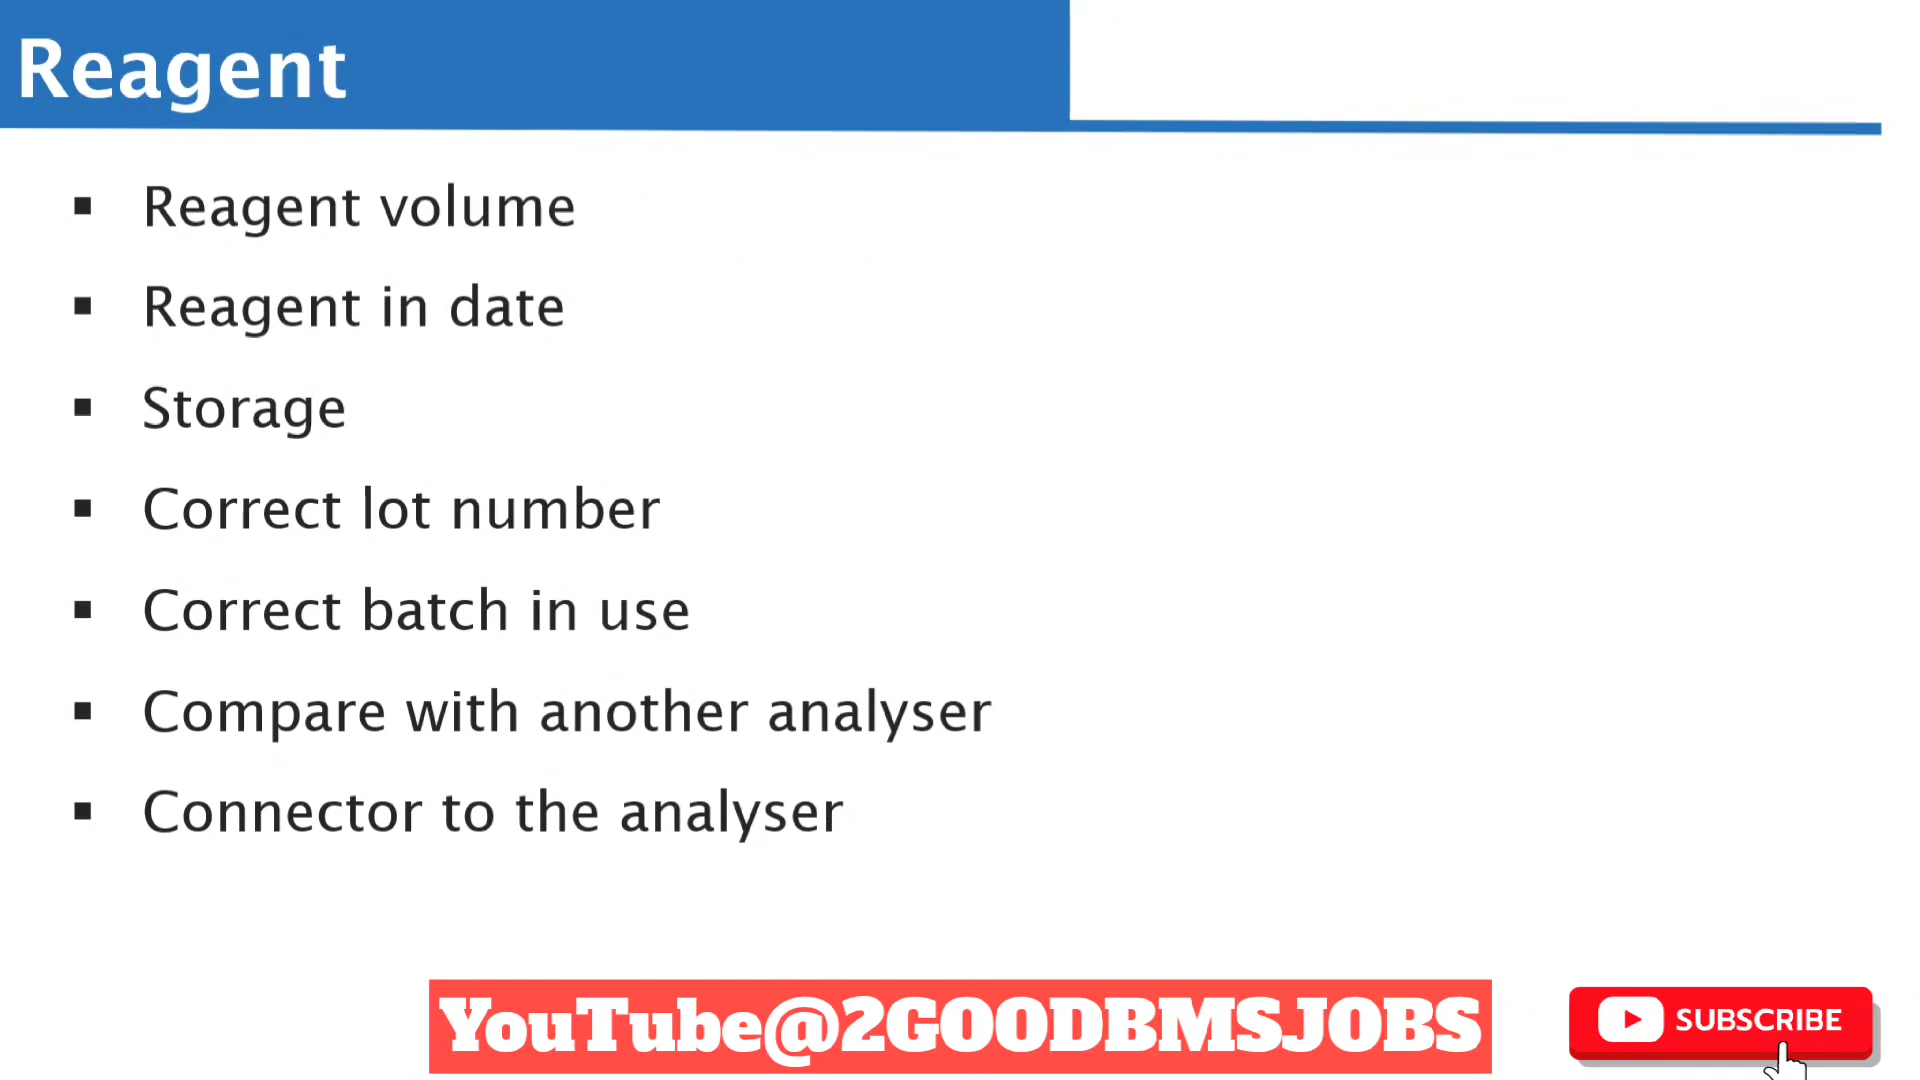 Reagent
▪ Reagent volume
▪ Reagent in date
▪ Storage
▪ Correct lot number
▪ Correct batch in use
▪ Compare with another analyser
▪ Connector to the analyser
YouTube@2GOODBMSJOBS
SUBSCRIBE